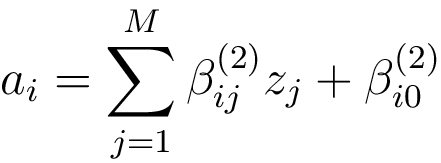 $a_i = \sum_{j=1}^{M} \beta_{ij}^{(2)} z_j + \beta_{i0}^{(2)}$